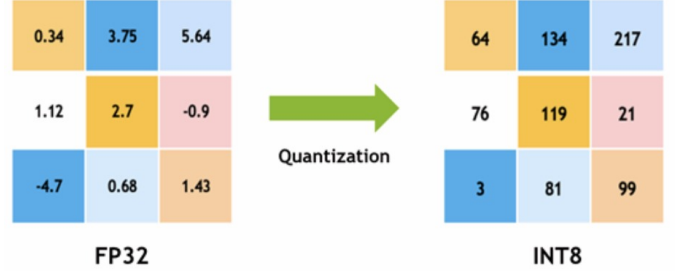 0.34 3.75 5.64 64 134 217
1.12 2.7 -0.9 76 119 21
Quantization
-4.7 0.68 1.43 3 81 99
FP32 INT8